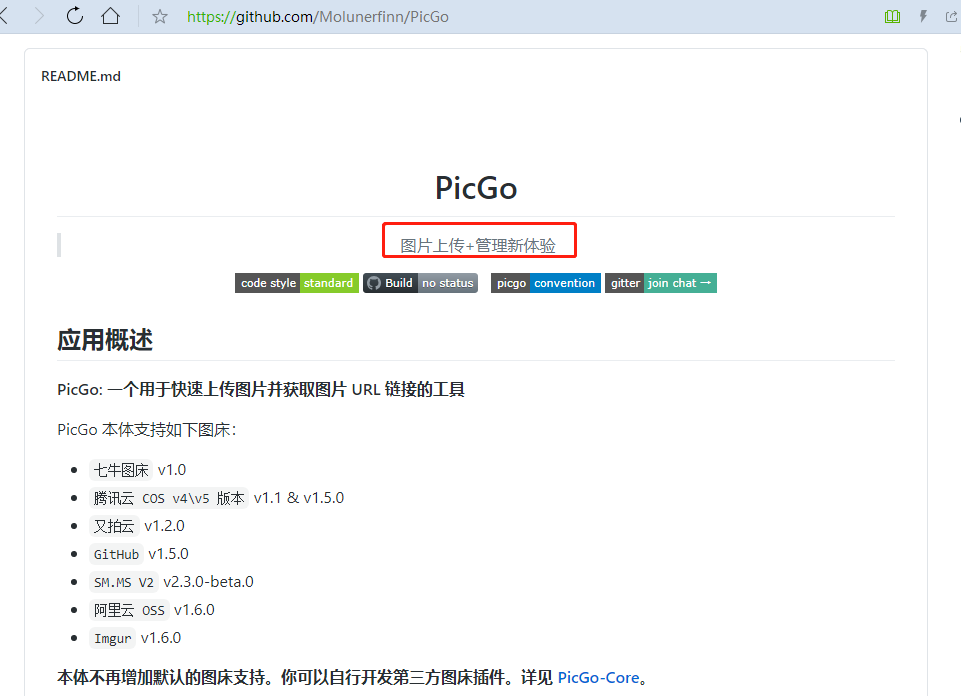 https://github.com/Molunerfinn/PicGo
README.md
PicGo
图片上传+管理新体验
code style standard Build no status picgo convention gitter join chat →
应用概述
PicGo: 一个用于快速上传图片并获取图片 URL 链接的工具
PicGo 本体支持如下图床：
七牛图床 v1.0
腾讯云 COS v4\v5 版本 v1.1 & v1.5.0
又拍云 v1.2.0
GitHub v1.5.0
SM.MS V2 v2.3.0-beta.0
阿里云 OSS v1.6.0
Imgur v1.6.0
本体不再增加默认的图床支持。你可以自行开发第三方图床插件。详见 PicGo-Core。